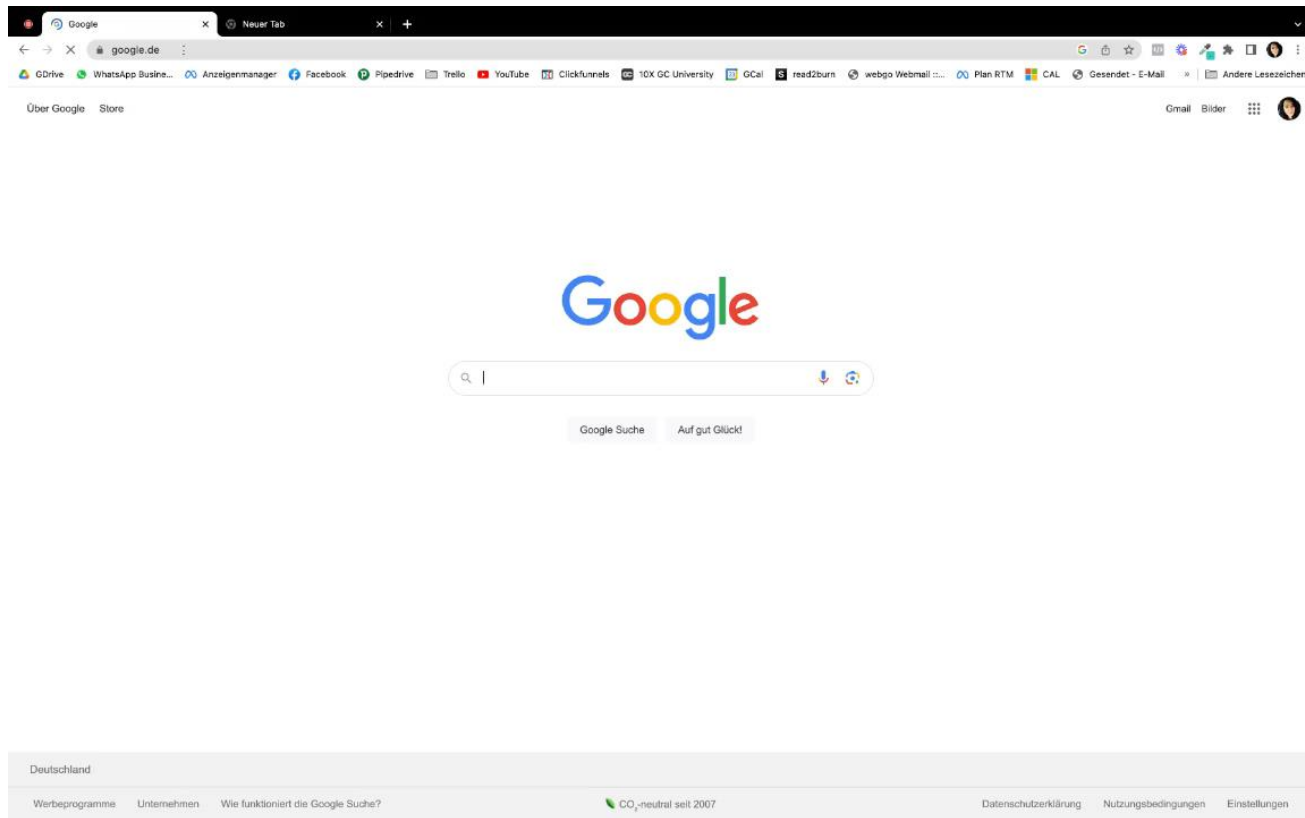 Google Neuer Tab
google.de
GDrive WhatsApp Busine... Anzeigenmanager Facebook Pipedrive Trello YouTube Clickfunnels 10X GC University GCal read2burn webgo Webmail ::... Plan RTM CAL Gesendet - E-Mail » Andere Lesezeichen
Über Google Store Gmail Bilder
Google
Google Suche Auf gut Glück!
Deutschland
Werbeprogramme Unternehmen Wie funktioniert die Google Suche? CO₂-neutral seit 2007 Datenschutzerklärung Nutzungsbedingungen Einstellungen